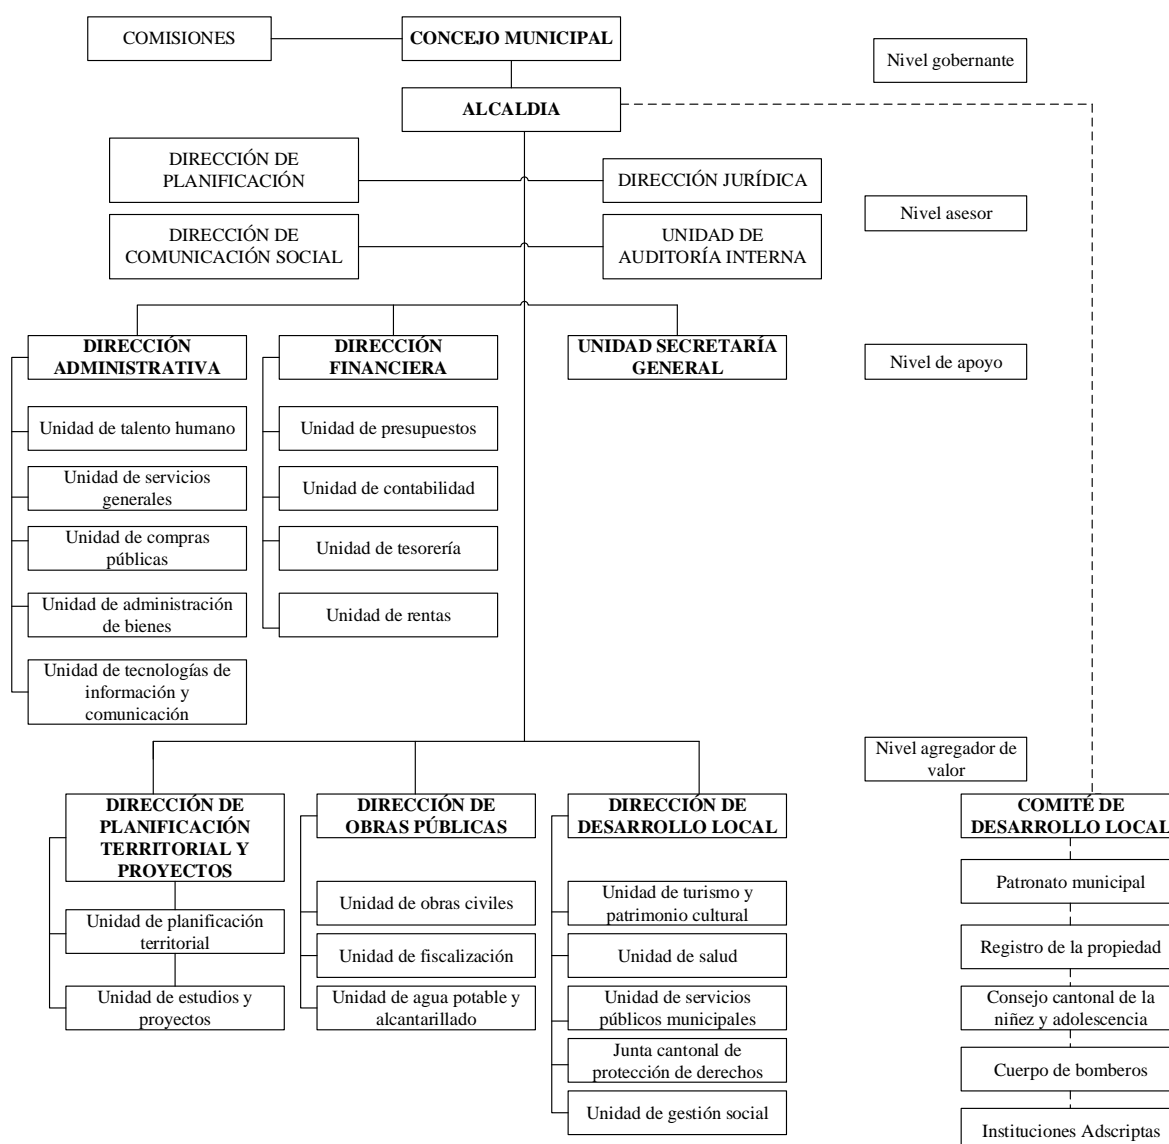 COMISIONES
CONCEJO MUNICIPAL
Nivel gobernante
ALCALDIA
DIRECCIÓN DE
PLANIFICACIÓN
DIRECCIÓN JURÍDICA
Nivel asesor
DIRECCIÓN DE
COMUNICACIÓN SOCIAL
UNIDAD DE
AUDITORÍA INTERNA
DIRECCIÓN
ADMINISTRATIVA
DIRECCIÓN
FINANCIERA
UNIDAD SECRETARÍA
GENERAL
Nivel de apoyo
Unidad de talento humano
Unidad de servicios
generales
Unidad de compras
públicas
Unidad de administración
de bienes
Unidad de tecnologías de
información y
comunicación
Unidad de presupuestos
Unidad de contabilidad
Unidad de tesorería
Unidad de rentas
Nivel agregador de
valor
DIRECCIÓN DE
PLANIFICACIÓN
TERRITORIAL Y
PROYECTOS
Unidad de planificación
territorial
Unidad de estudios y
proyectos
DIRECCIÓN DE
OBRAS PÚBLICAS
Unidad de obras civiles
Unidad de fiscalización
Unidad de agua potable y
alcantarillado
DIRECCIÓN DE
DESARROLLO LOCAL
Unidad de turismo y
patrimonio cultural
Unidad de salud
Unidad de servicios
públicos municipales
Junta cantonal de
protección de derechos
Unidad de gestión social
COMITÉ DE
DESARROLLO LOCAL
Patronato municipal
Registro de la propiedad
Consejo cantonal de la
niñez y adolescencia
Cuerpo de bomberos
Instituciones Adscriptas